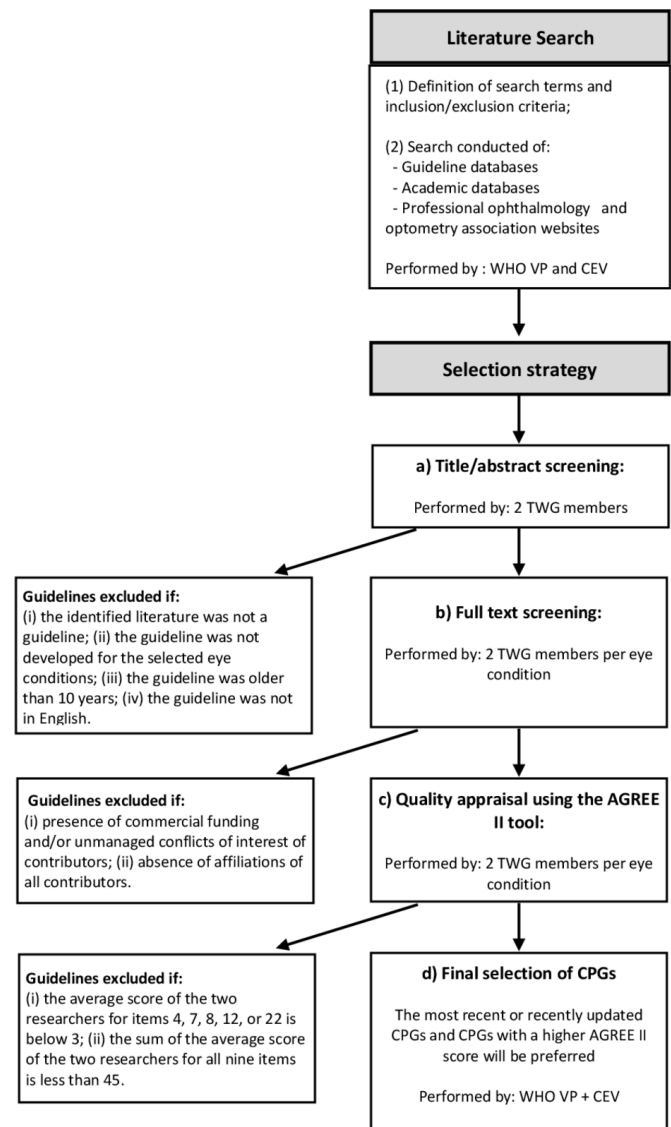 Literature Search
(1) Definition of search terms and
inclusion/exclusion criteria;
(2) Search conducted of:
- Guideline databases
- Academic databases
- Professional ophthalmology and
optometry association websites
Performed by : WHO VP and CEV
Selection strategy
a) Title/abstract screening:
Performed by: 2 TWG members
Guidelines excluded if:
(i) the identified literature was not a
guideline; (ii) the guideline was not
developed for the selected eye
conditions; (iii) the guideline was older
than 10 years; (iv) the guideline was not
in English.
b) Full text screening:
Performed by: 2 TWG members per eye
condition
Guidelines excluded if:
(i) presence of commercial funding
and/or unmanaged conflicts of interest of
contributors; (ii) absence of affiliations of
all contributors.
c) Quality appraisal using the AGREE
II tool:
Performed by: 2 TWG members per eye
condition
Guidelines excluded if:
(i) the average score of the two
researchers for items 4, 7, 8, 12, or 22 is
below 3; (ii) the sum of the average score
of the two researchers for all nine items
is less than 45.
d) Final selection of CPGs
The most recent or recently updated
CPGs and CPGs with a higher AGREE II
score will be preferred
Performed by: WHO VP + CEV